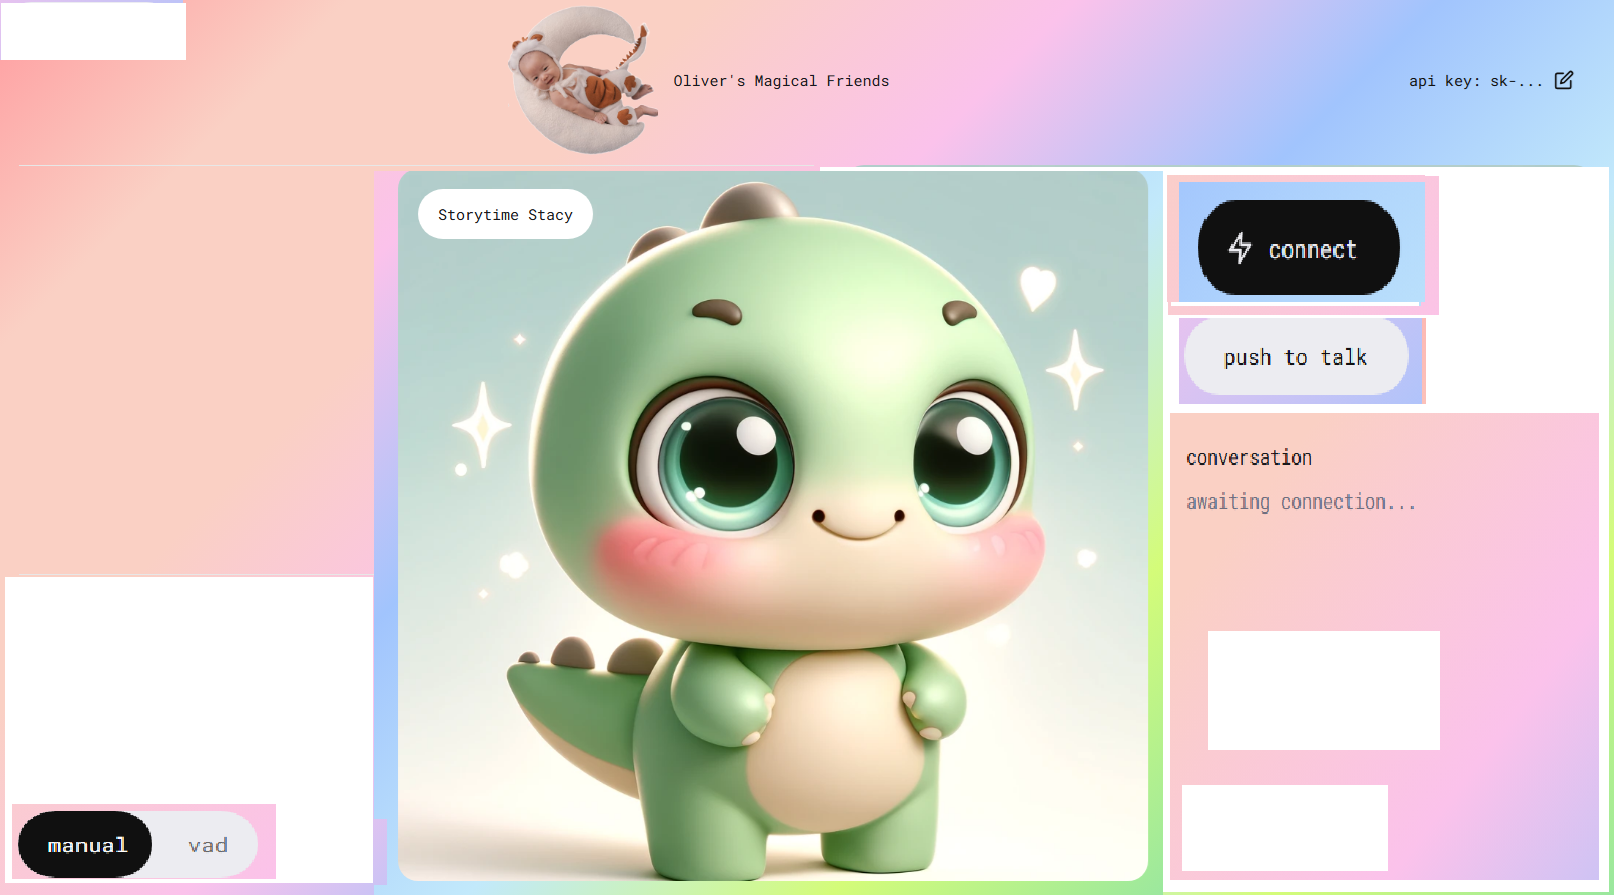 Oliver's Magical Friends
api key: sk-...
Storytime Stacy
connect
push to talk
conversation
awaiting connection...
manual
vad